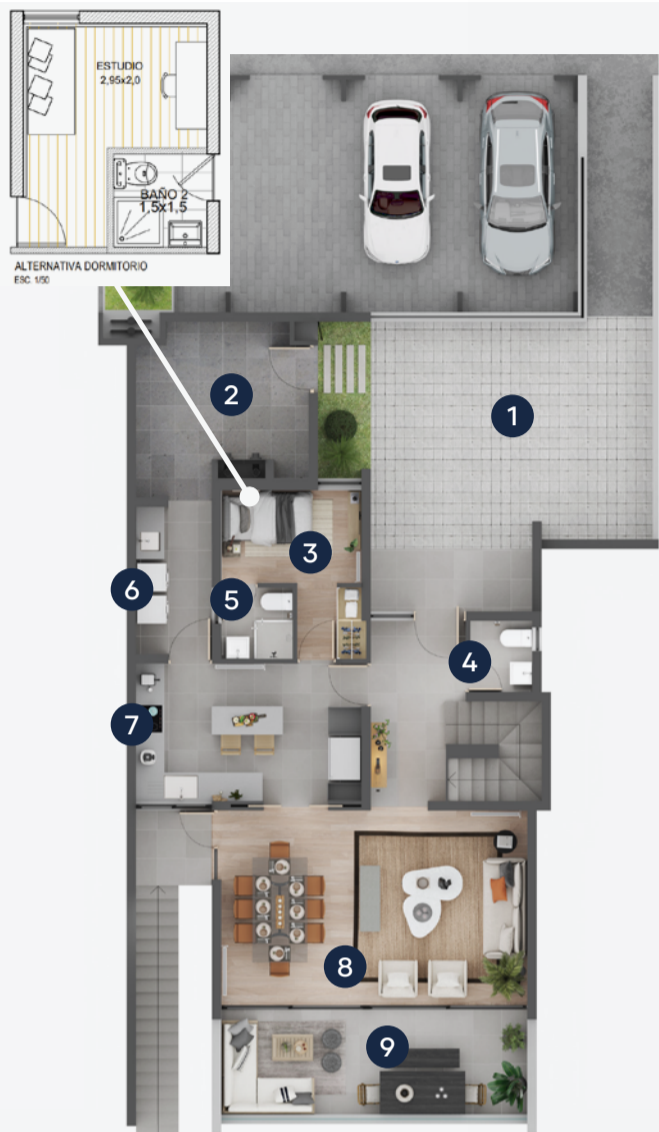 ESTUDIO
2,95x2,0
BAÑO 2
1,5x1,5
ALTERNATIVA DORMITORIO
ESC. 1/50
1
2
3
6
5
4
7
8
9